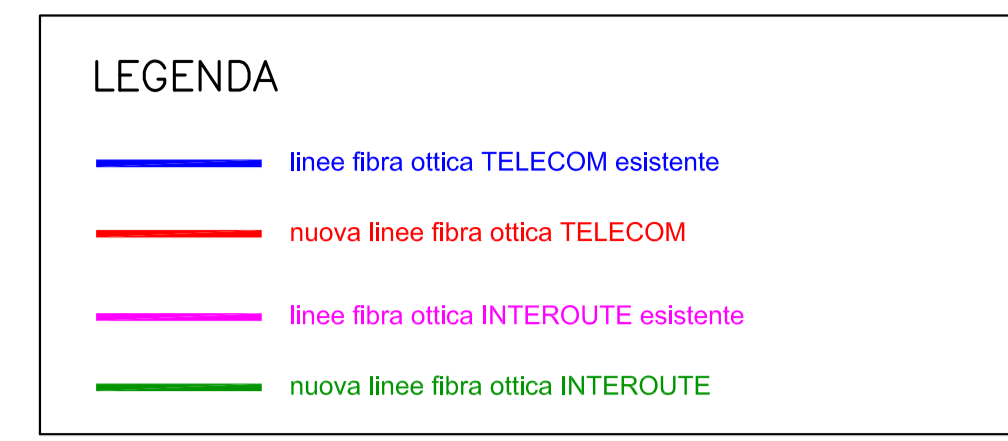 LEGENDA
linee fibra ottica TELECOM esistente
nuova linee fibra ottica TELECOM
linee fibra ottica INTEROUTE esistente
nuova linee fibra ottica INTEROUTE